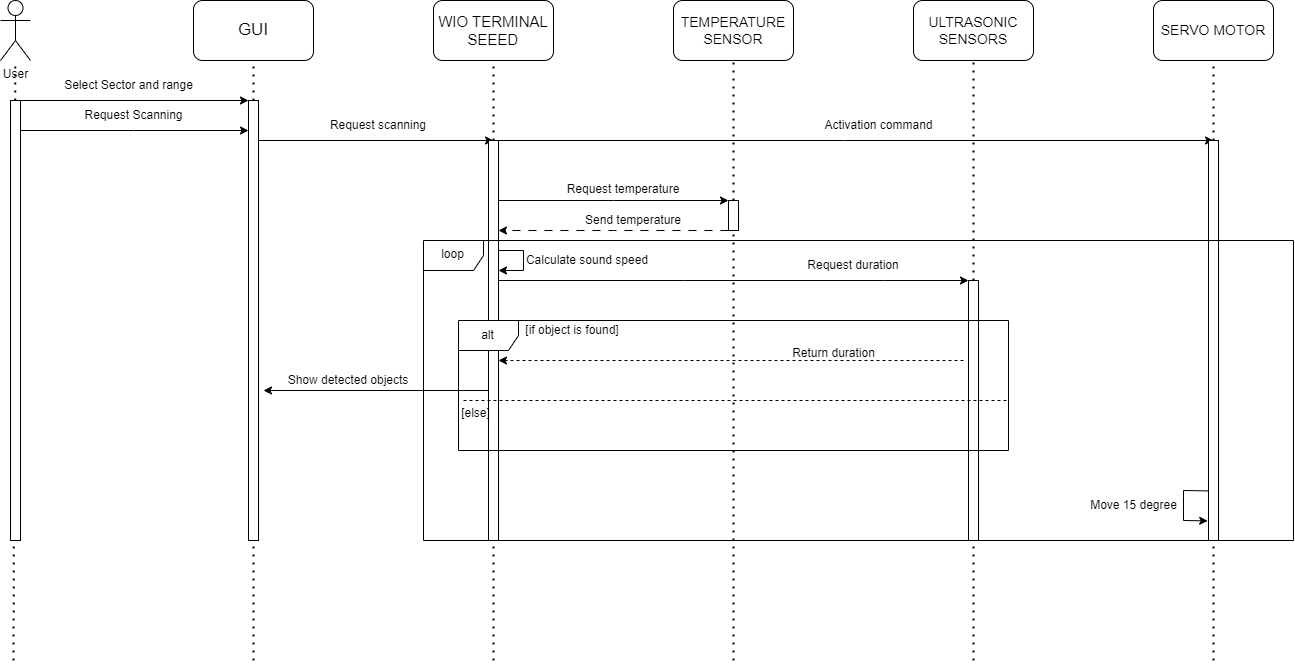 User
GUI
WIO TERMINAL
SEEED
TEMPERATURE
SENSOR
ULTRASONIC
SENSORS
SERVO MOTOR
Select Sector and range
Request Scanning
Request scanning
Activation command
Request temperature
Send temperature
loop
Calculate sound speed
Request duration
alt
[if object is found]
Return duration
Show detected objects
[else]
Move 15 degree